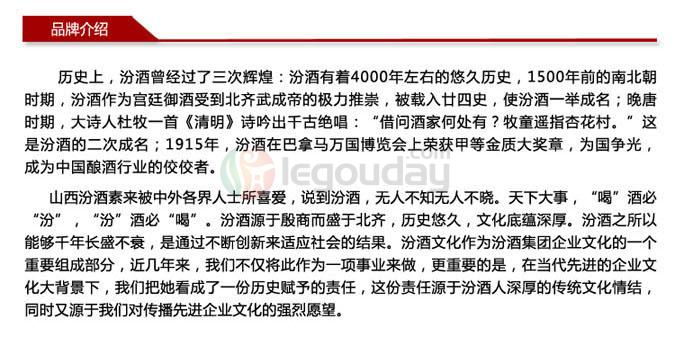 品牌介绍
历史上，汾酒曾经过了三次辉煌：汾酒有着4000年左右的悠久历史，1500年前的南北朝
时期，汾酒作为宫廷御酒受到北齐武成帝的极力推崇，被载入廿四史，使汾酒一举成名；晚唐
时期，大诗人杜牧一首《清明》诗吟出千古绝唱：“借问酒家何处有？牧童遥指杏花村。”这
是汾酒的二次成名；1915年，汾酒在巴拿马万国博览会上荣获甲等金质大奖章，为国争光，
成为中国酿酒行业的佼佼者。
山西汾酒素来被中外各界人士所喜爱，说到汾酒，无人不知无人不晓。天下大事，“喝”酒必
“汾”，“汾”酒必“喝”。汾酒源于殷商而盛于北齐，历史悠久，文化底蕴深厚。汾酒之所以
能够千年长盛不衰，是通过不断创新来适应社会的结果。汾酒文化作为汾酒集团企业文化的一个
重要组成部分，近几年来，我们不仅将此作为一项事业来做，更重要的是，在当代先进的企业文
化大背景下，我们把她看成了一份历史赋予的责任，这份责任源于汾酒人深厚的传统文化情结，
同时又源于我们对传播先进企业文化的强烈愿望。
legouday